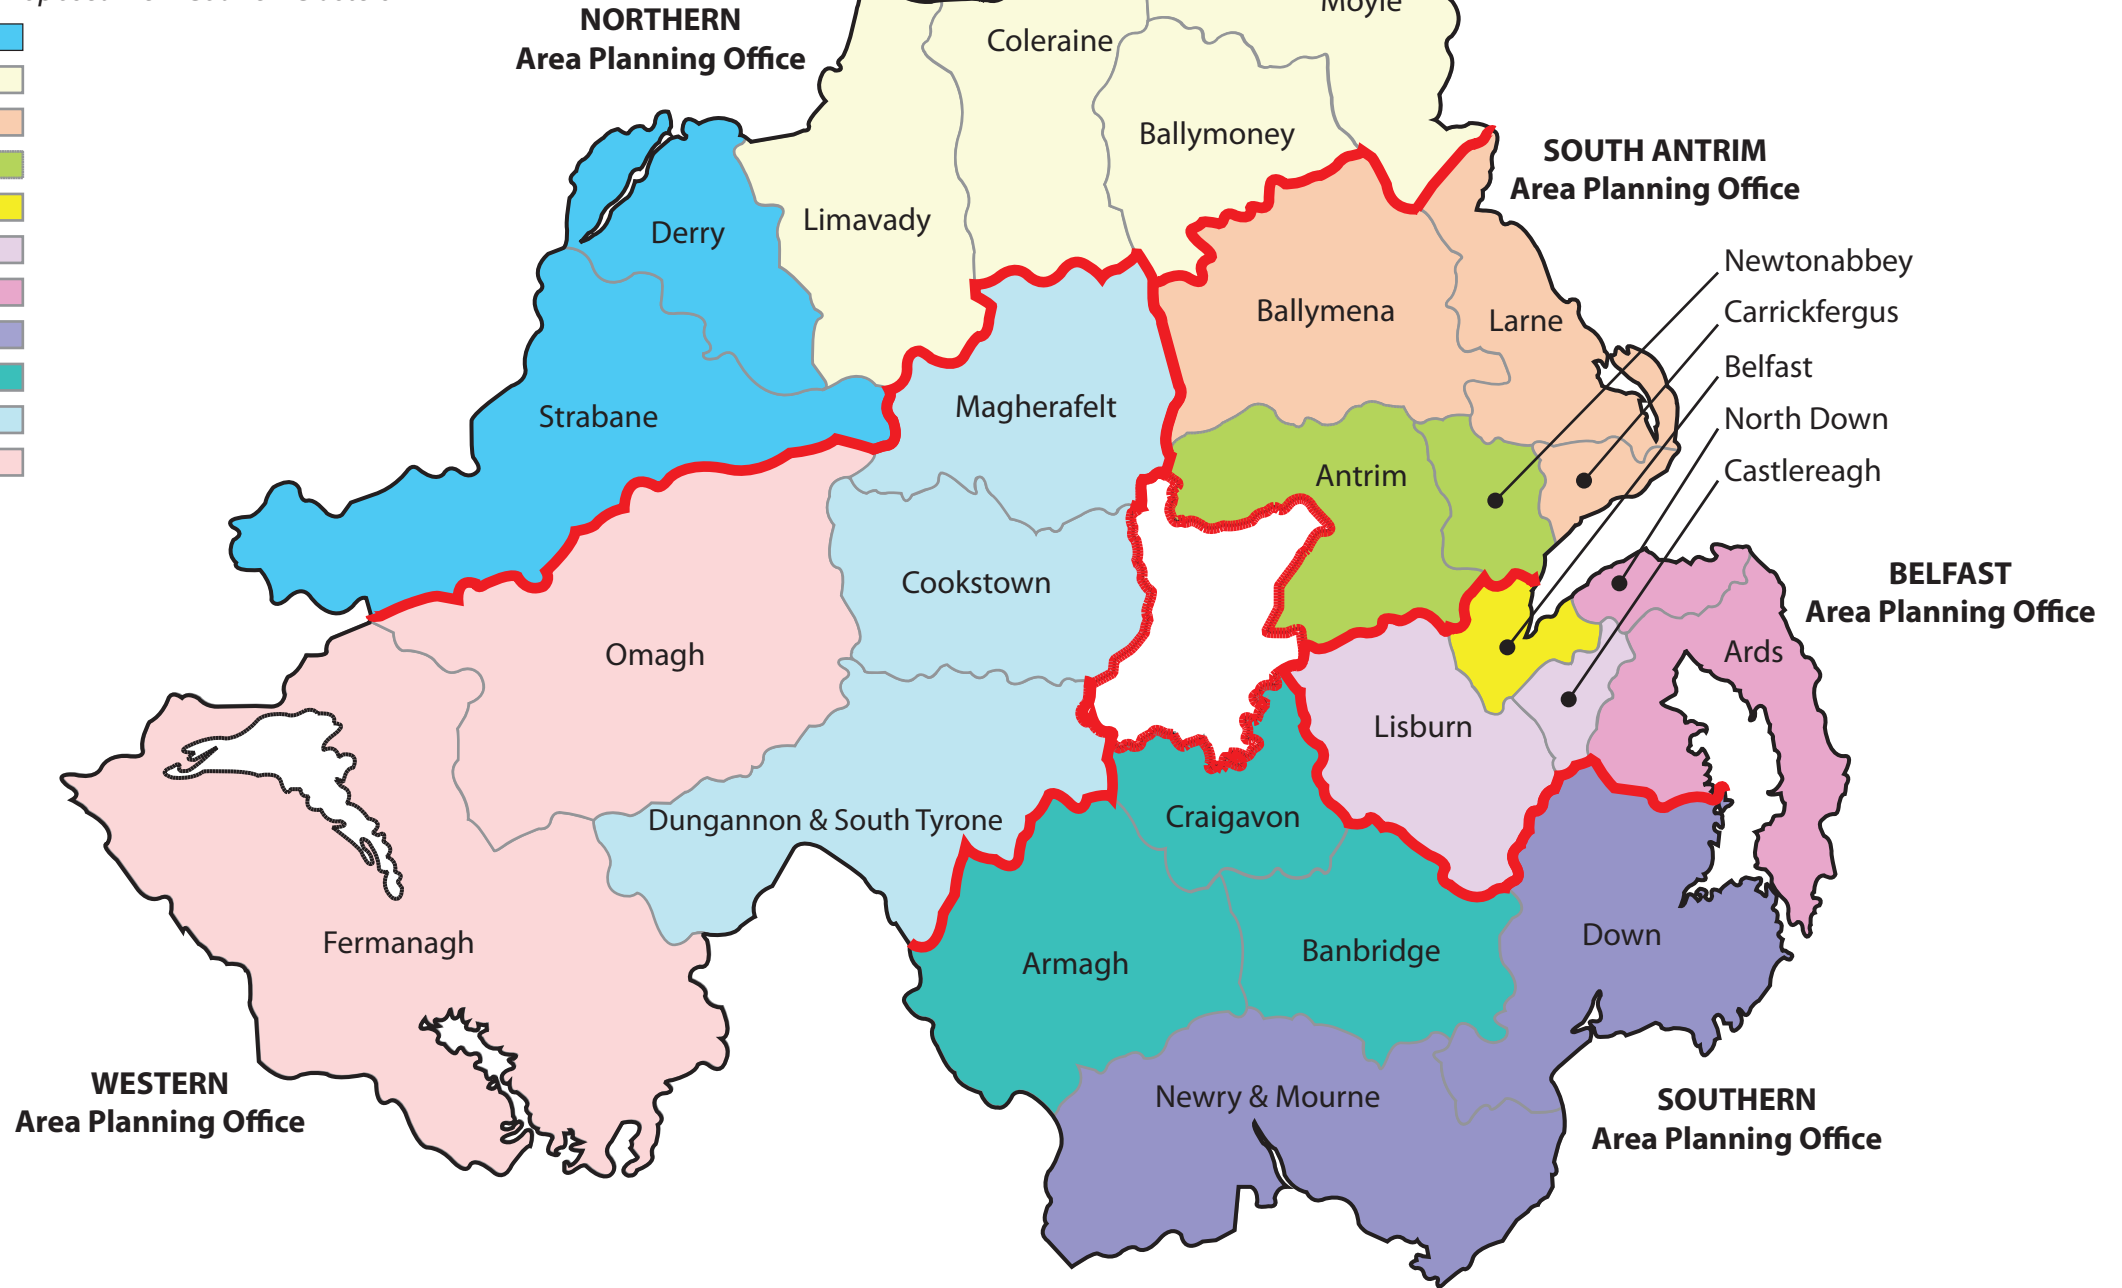 NORTHERN
Area Planning Office
Moyle
Coleraine
Ballymoney
SOUTH ANTRIM
Area Planning Office
Limavady
Derry
Newtonabbey
Carrickfergus
Ballymena
Larne
Belfast
Magherafelt
Strabane
North Down
Castlereagh
Antrim
BELFAST
Area Planning Office
Cookstown
Omagh
Ards
Lisburn
Dungannon & South Tyrone
Craigavon
Fermanagh
Armagh
Banbridge
Down
WESTERN
Area Planning Office
Newry & Mourne
SOUTHERN
Area Planning Office